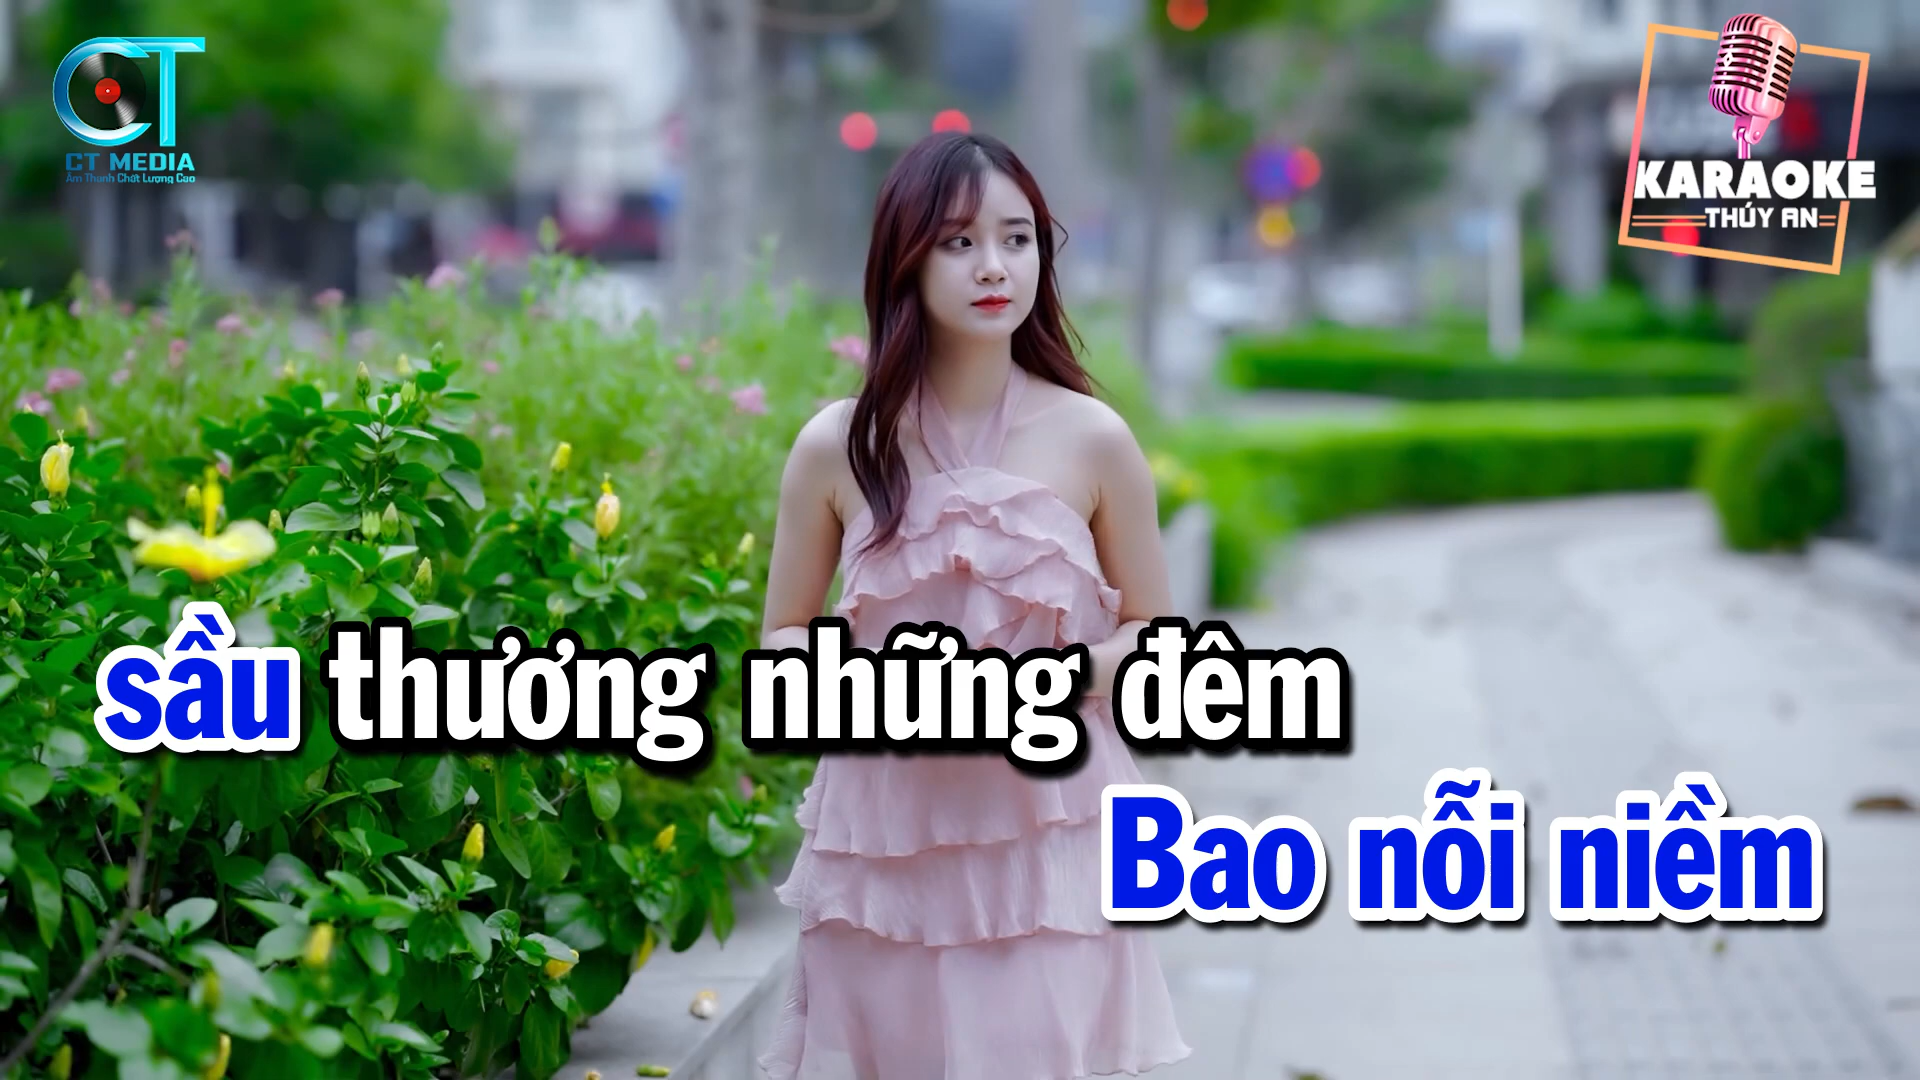 CT
CT MEDIA
Âm Thanh Chất Lượng Cao
KARAOKE
THÚY AN
sầu thương những đêm
Bao nỗi niềm